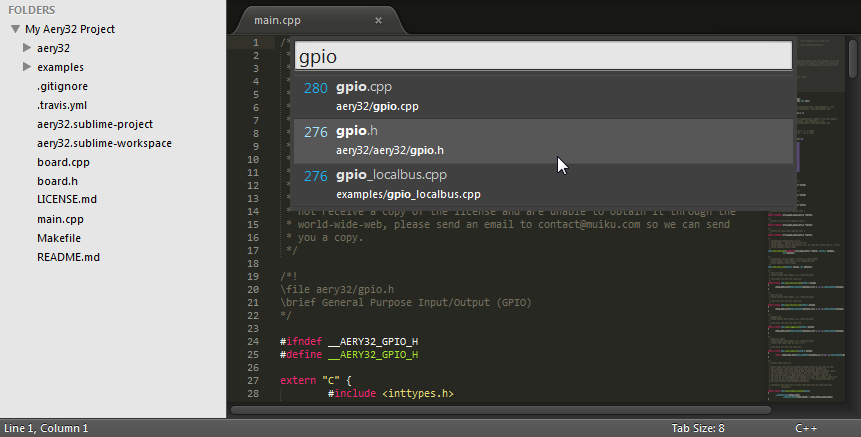 FOLDERS
My Aery32 Project
aery32
examples
.gitignore
.travis.yml
aery32.sublime-project
aery32.sublime-workspace
board.cpp
board.h
LICENSE.md
main.cpp
Makefile
README.md
main.cpp ×
gpio
280 gpio.cpp
aery32/gpio.cpp
276 gpio.h
aery32/aery32/gpio.h
276 gpio_localbus.cpp
examples/gpio_localbus.cpp
1 /*
2 *
3 *
4 *
5 *
6 *
7 *
8 *
9 *
10 *
11 *
12 *
13 *
14 * not receive a copy of the license and are unable to obtain it through the
15 * world-wide-web, please send an email to contact@muiku.com so we can send
16 * you a copy.
17 */
18
19 /*!
20 \file aery32/gpio.h
21 \brief General Purpose Input/Output (GPIO)
22 */
23
24 #ifndef __AERY32_GPIO_H
25 #define __AERY32_GPIO_H
26
27 extern "C" {
28 #include <inttypes.h>
Line 1, Column 1 Tab Size: 8 C++